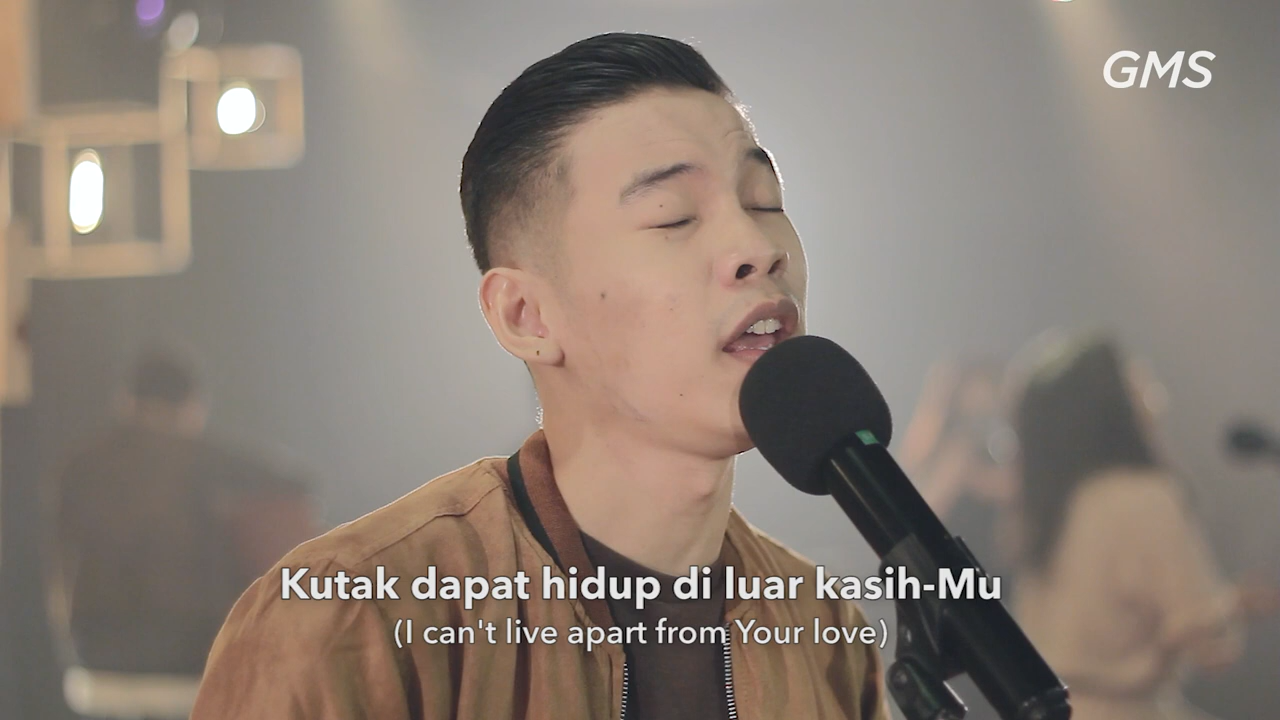 GMS
Kutak dapat hidup di luar kasih-Mu
(I can't live apart from Your love)